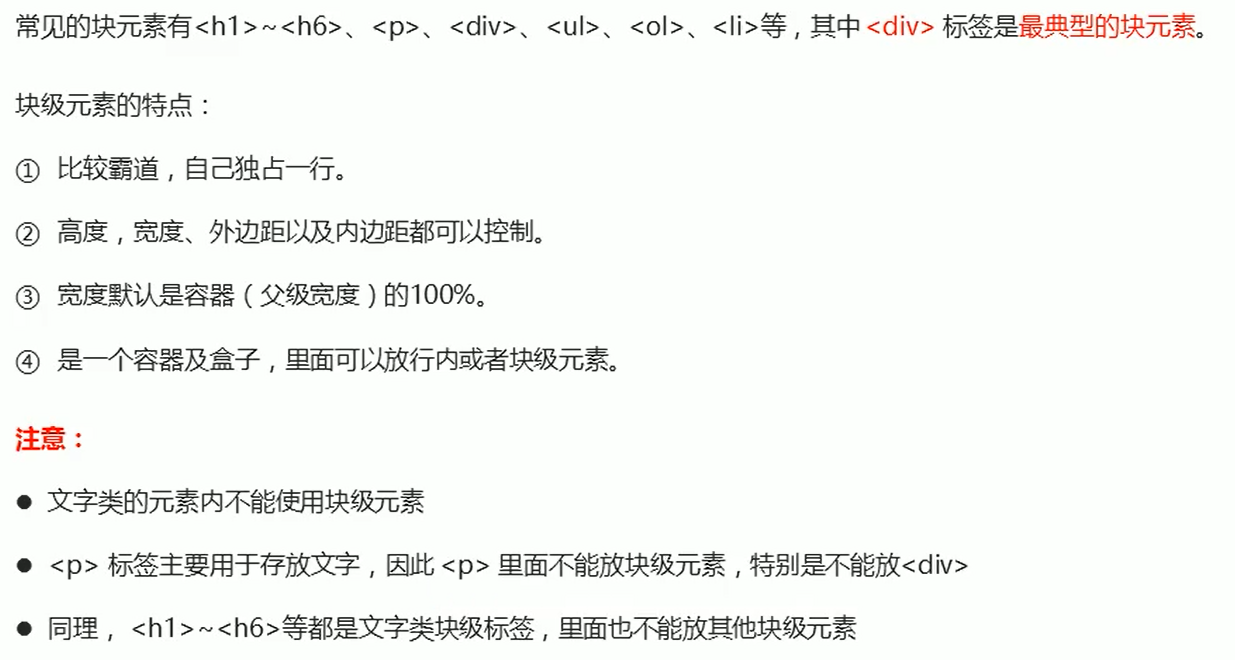 常见的块元素有<h1>~<h6>、<p>、<div>、<ul>、<ol>、<li>等，其中 <div> 标签是最典型的块元素。
块级元素的特点：
① 比较霸道，自己独占一行。
② 高度，宽度、外边距以及内边距都可以控制。
③ 宽度默认是容器（父级宽度）的100%。
④ 是一个容器及盒子，里面可以放行内或者块级元素。
注意：
● 文字类的元素内不能使用块级元素
● <p> 标签主要用于存放文字，因此 <p> 里面不能放块级元素，特别是不能放<div>
● 同理， <h1>~<h6>等都是文字类块级标签，里面也不能放其他块级元素